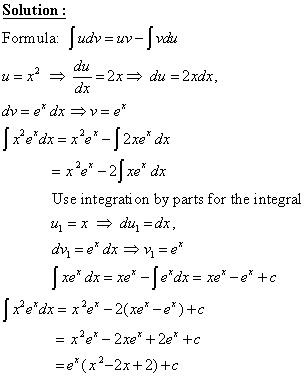 Solution :
Formula: ∫udv = uv − ∫vdu
u = x² ⇒ du/dx = 2x ⇒ du = 2xdx,
dv = eˣ dx ⇒ v = eˣ
∫x²eˣdx = x²eˣ − ∫2xeˣ dx
= x²eˣ − 2∫xeˣ dx
Use integration by parts for the integral
u₁ = x ⇒ du₁ = dx,
dv₁ = eˣ dx ⇒ v₁ = eˣ
∫xeˣ dx = xeˣ − ∫eˣdx = xeˣ − eˣ + c
∫x²eˣdx = x²eˣ − 2(xeˣ − eˣ) + c
= x²eˣ − 2xeˣ + 2eˣ + c
= eˣ(x² − 2x + 2) + c